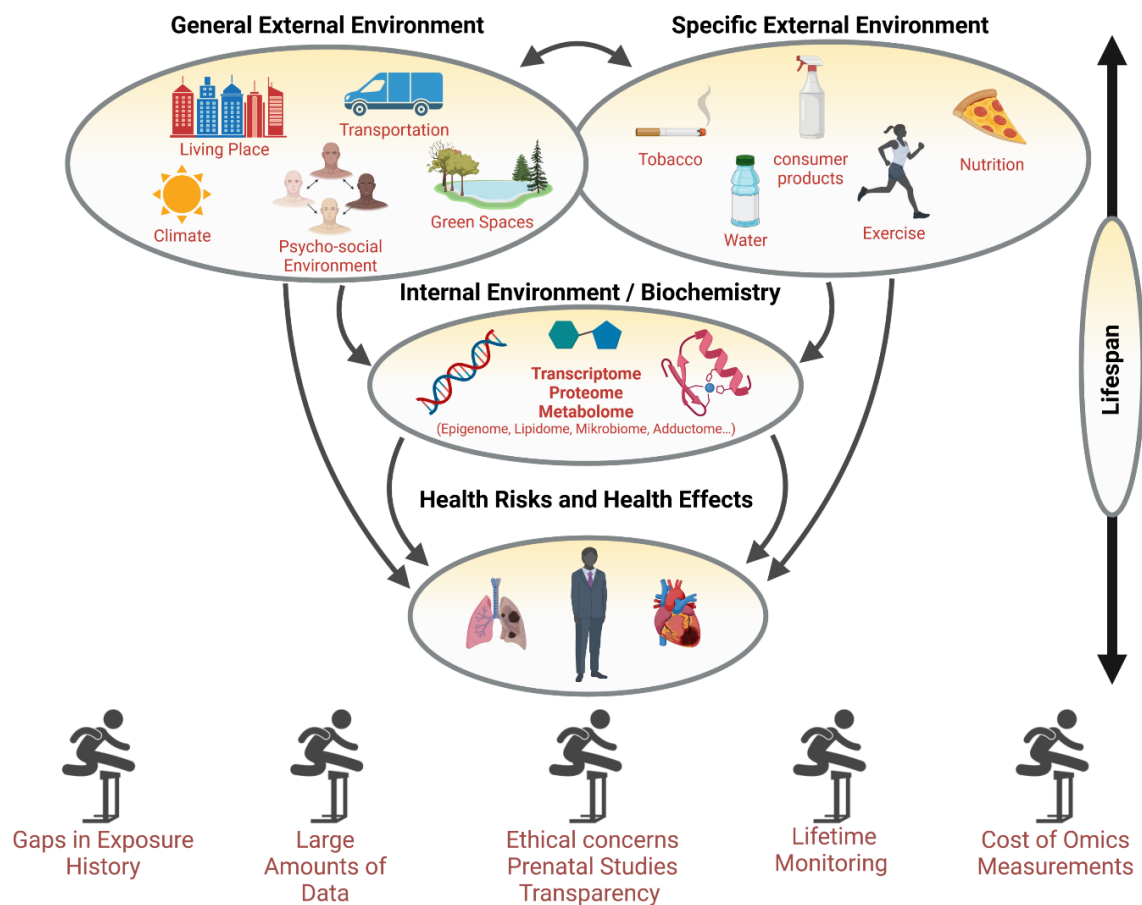 General External Environment
Specific External Environment
Living Place
Transportation
Climate
Psycho-social
Environment
Green Spaces
Tobacco
consumer
products
Nutrition
Water
Exercise
Internal Environment / Biochemistry
Transcriptome
Proteome
Metabolome
(Epigenome, Lipidome, Mikrobiome, Adductome...)
Lifespan
Health Risks and Health Effects
Gaps in Exposure
History
Large
Amounts of
Data
Ethical concerns
Prenatal Studies
Transparency
Lifetime
Monitoring
Cost of Omics
Measurements